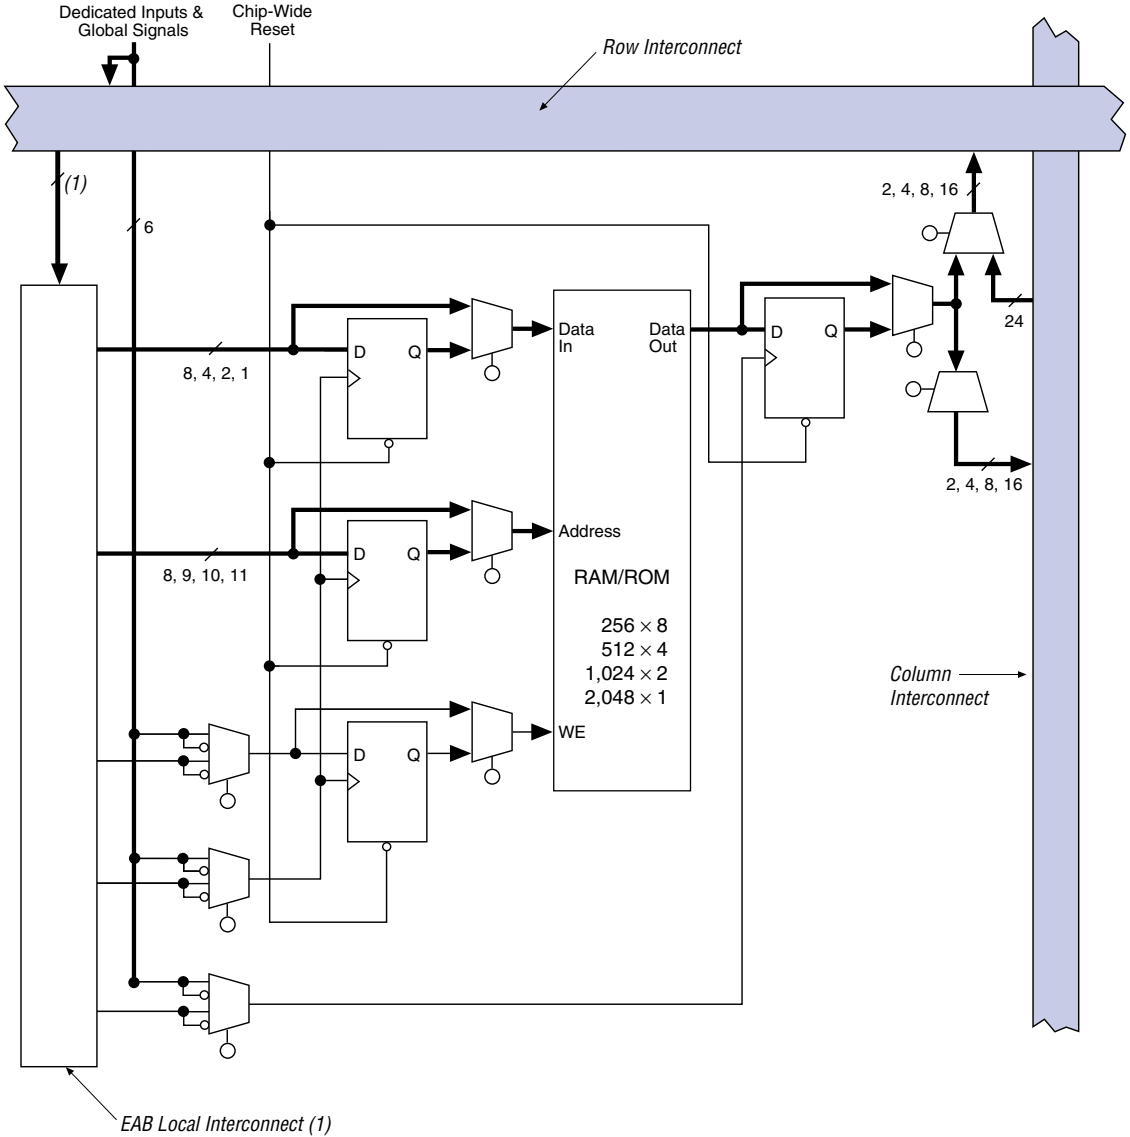 Dedicated Inputs &
Global Signals
Chip-Wide
Reset
Row Interconnect
(1)
6
2, 4, 8, 16
24
8, 4, 2, 1
D
Q
Data
In
Data
Out
D
Q
2, 4, 8, 16
8, 9, 10, 11
D
Q
Address
RAM/ROM
256 × 8
512 × 4
1,024 × 2
2,048 × 1
Column
Interconnect
D
Q
WE
EAB Local Interconnect (1)